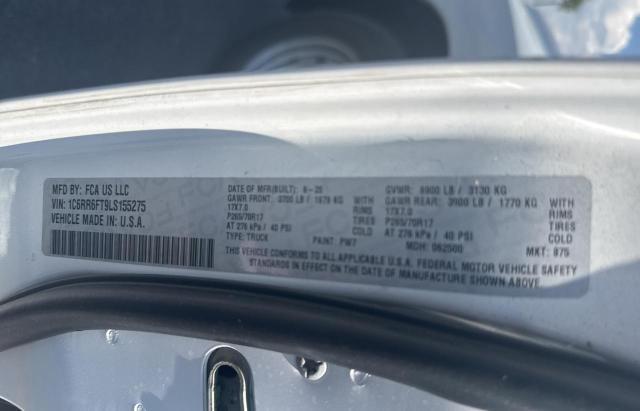 MFD BY: FCA US LLC
VIN: 1C6RR6FT9LS155275
VEHICLE MADE IN U.S.A.
DATE OF MFR(BUILT): 6-20 GVWR: 6900 LB / 3130 KG
GAWR FRONT: 3700 LB / 1678 KG GAWR REAR: 3900 LB / 1770 KG
17X7.0 RIMS 17X7.0 RIMS
P265/70R17 TIRES P265/70R17 TIRES
AT 276 kPa / 40 PSI COLD AT 276 kPa / 40 PSI COLD
TYPE: TRUCK PAINT: PW7 MDH: 062500 MKT: 875
THIS VEHICLE CONFORMS TO ALL APPLICABLE U.S.A. FEDERAL MOTOR VEHICLE SAFETY
STANDARDS IN EFFECT ON THE DATE OF MANUFACTURE SHOWN ABOVE